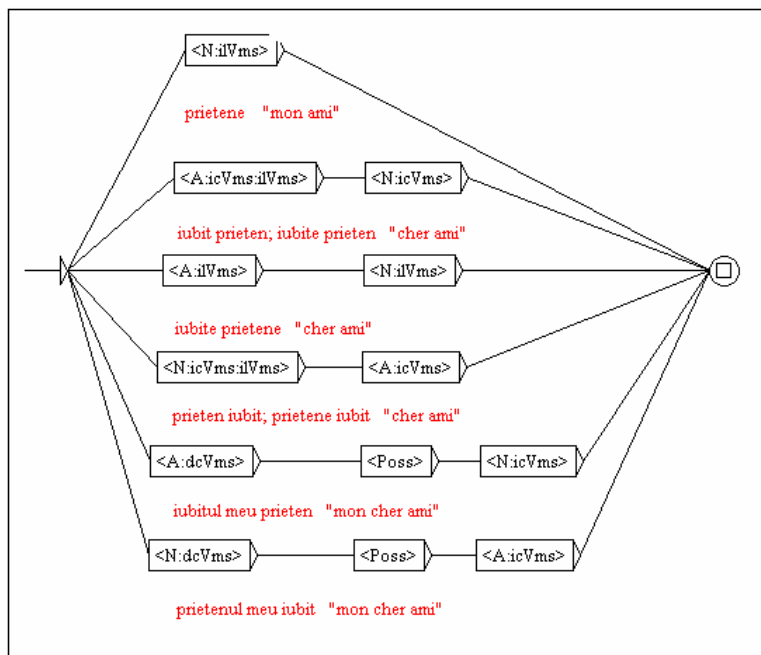 <N:ilVms>
prietene "mon ami"
<A:icVms:ilVms> <N:icVms>
iubit prieten; iubite prieten "cher ami"
<A:ilVms> <N:ilVms>
iubite prietene "cher ami"
<N:icVms:ilVms> <A:icVms>
prieten iubit; prietene iubit "cher ami"
<A:dcVms> <Poss> <N:icVms>
iubitul meu prieten "mon cher ami"
<N:dcVms> <Poss> <A:icVms>
prietenul meu iubit "mon cher ami"